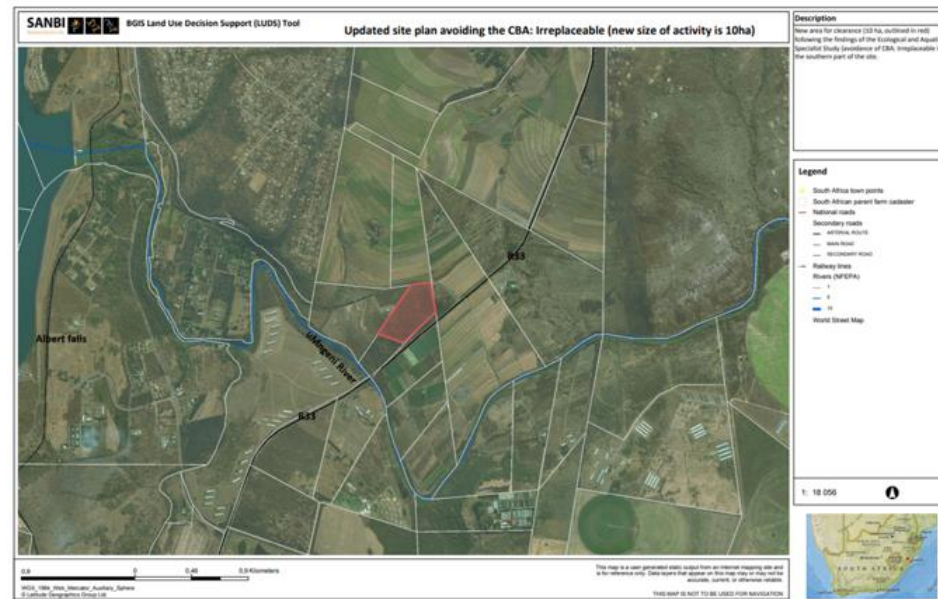 SANBI
BGIS Land Use Decision Support (LUDS) Tool
Updated site plan avoiding the CBA: Irreplaceable (new size of activity is 10ha)
Description
New area for clearance (10 ha, outlined in red)
following the findings of the Ecological and Aquati
Specialist Study (avoidance of CBA: Irreplaceable i
the southern part of the site.
R33
Albert falls
uMngeni River
R33
Legend
South Africa town points
South African parent farm cadaster
National roads
Secondary roads
ARTERIAL ROUTE
MAIN ROAD
SECONDARY ROAD
Railway lines
Rivers (NFEPA)
World Street Map
1: 18 056
SOUTH AFRICA
0,9 0 0,46 0,9 Kilometers
WGS_1984_Web_Mercator_Auxiliary_Sphere
© Latitude Geographics Group Ltd.
This map is a user generated static output from an Internet mapping site and
is for reference only. Data layers that appear on this map may or may not be
accurate, current, or otherwise reliable.
THIS MAP IS NOT TO BE USED FOR NAVIGATION